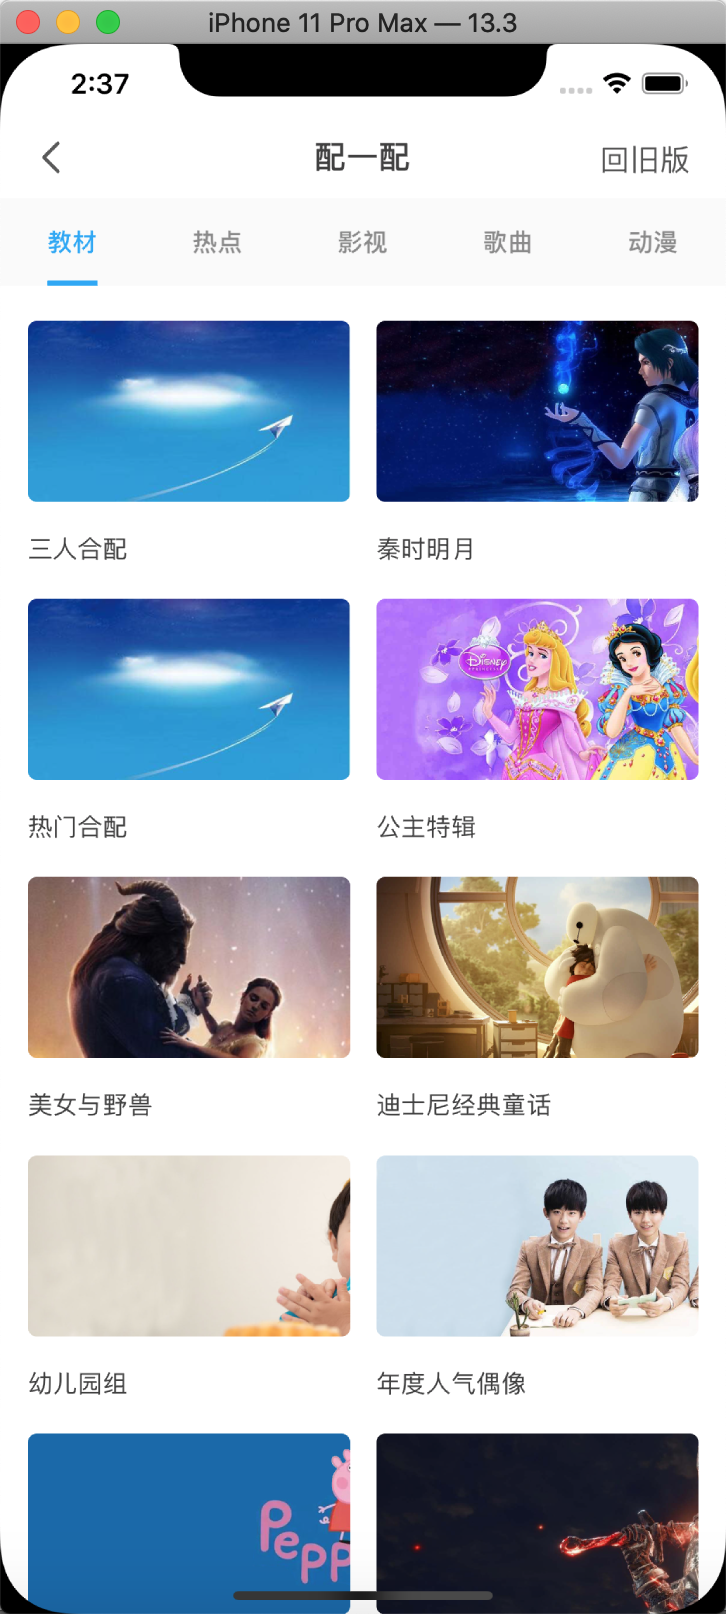 iPhone 11 Pro Max — 13.3
2:37
配一配
回旧版
教材
热点
影视
歌曲
动漫
三人合配
秦时明月
Disney
热门合配
公主特辑
美女与野兽
迪士尼经典童话
幼儿园组
年度人气偶像
Pepp